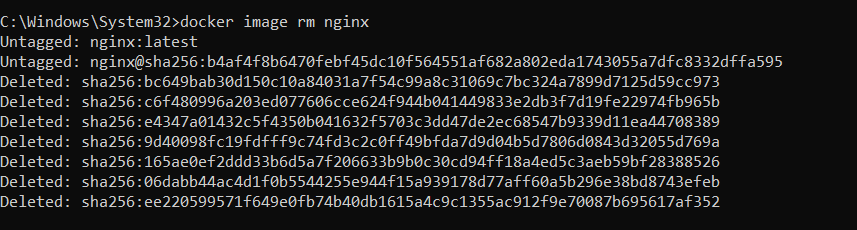 C:\Windows\System32>docker image rm nginx
Untagged: nginx:latest
Untagged: nginx@sha256:b4af4f8b6470febf45dc10f564551af682a802eda1743055a7dfc8332dffa595
Deleted: sha256:bc649bab30d150c10a84031a7f54c99a8c31069c7bc324a7899d7125d59cc973
Deleted: sha256:c6f480996a203ed077606cce624f944b041449833e2db3f7d19fe22974fb965b
Deleted: sha256:e4347a01432c5f4350b041632f5703c3dd47de2ec68547b9339d11ea44708389
Deleted: sha256:9d40098fc19fdfff9c74fd3c2c0ff49bfda7d9d04b5d7806d0843d32055d769a
Deleted: sha256:165ae0ef2ddd33b6d5a7f206633b9b0c30cd94ff18a4ed5c3aeb59bf28388526
Deleted: sha256:06dabb44ac4d1f0b5544255e944f15a939178d77aff60a5b296e38bd8743efeb
Deleted: sha256:ee220599571f649e0fb74b40db1615a4c9c1355ac912f9e70087b695617af352